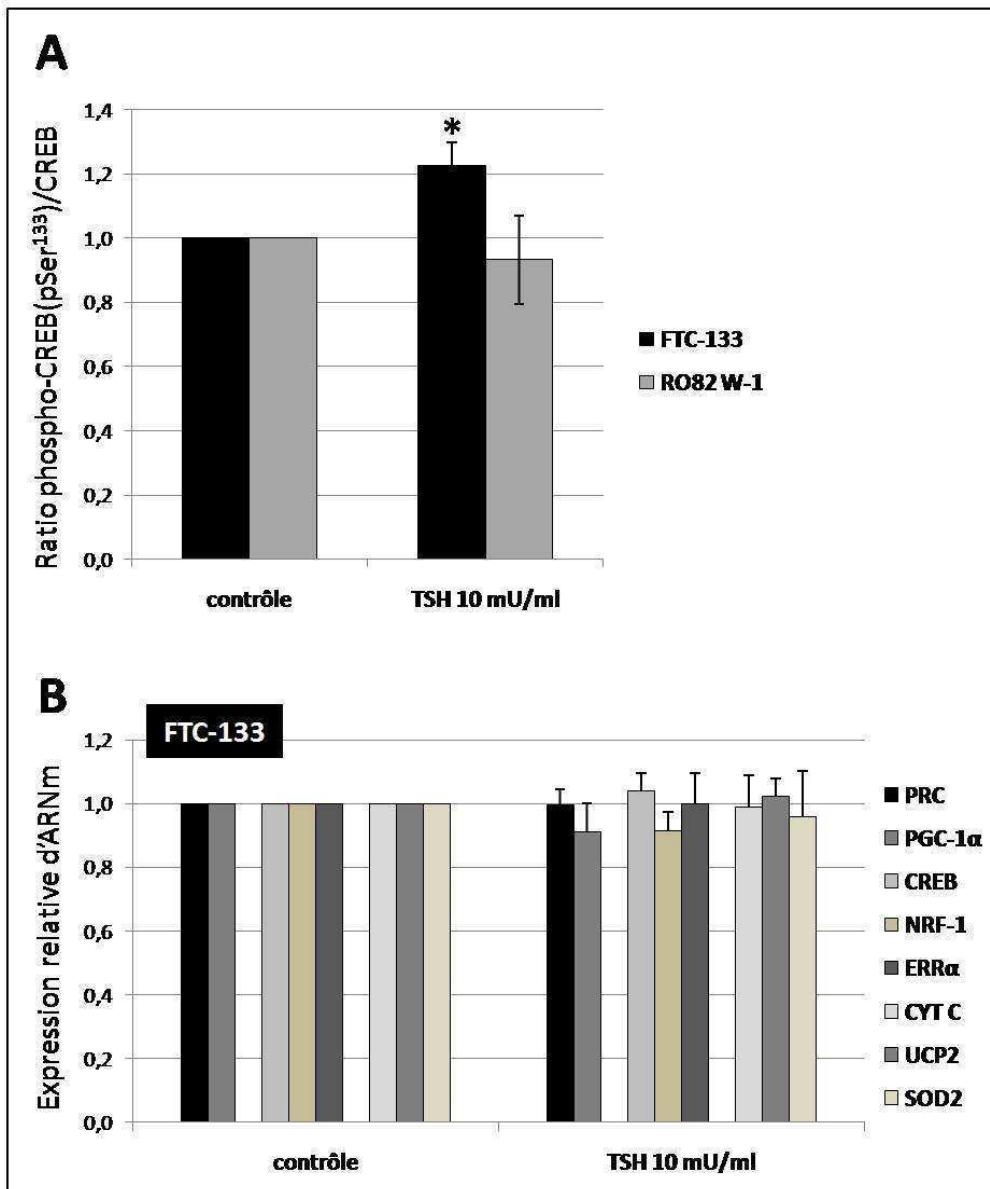 A
Ratio phospho-CREB(pSer¹³³)/CREB
1,4
1,2
1,0
0,8
0,6
0,4
0,2
0,0
*
contrôle
TSH 10 mU/ml
FTC-133
RO82 W-1
B
FTC-133
Expression relative d'ARNm
1,2
1,0
0,8
0,6
0,4
0,2
0,0
contrôle
TSH 10 mU/ml
PRC
PGC-1α
CREB
NRF-1
ERRα
CYT C
UCP2
SOD2